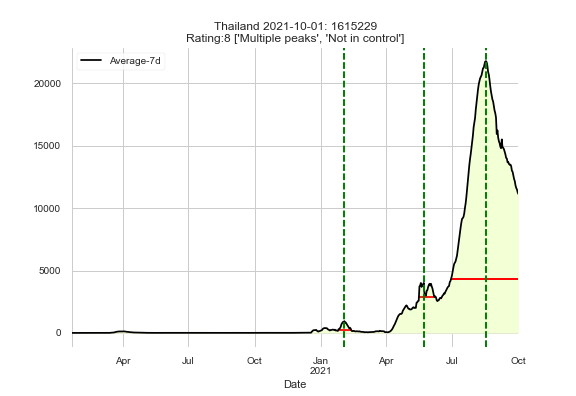 Thailand 2021-10-01: 1615229
Rating:8 ['Multiple peaks', 'Not in control']
Average-7d
20000
15000
10000
5000
0
Apr Jul Oct Jan Apr Jul Oct
2021
Date